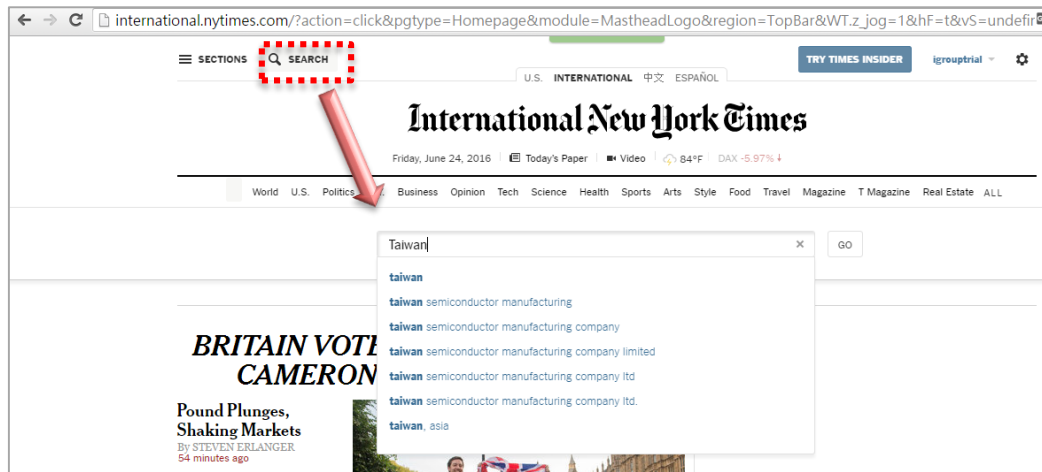 international.nytimes.com/?action=click&pgtype=Homepage&module=MastheadLogo&region=TopBar&WT.z_jog=1&hF=t&vS=undefir
SECTIONS SEARCH TRY TIMES INSIDER igrouptrial
U.S. INTERNATIONAL 中文 ESPAÑOL
International New York Times
Friday, June 24, 2016 Today's Paper Video 84°F DAX -5.97%
World U.S. Politics Business Opinion Tech Science Health Sports Arts Style Food Travel Magazine T Magazine Real Estate ALL
Taiwan × GO
taiwan
taiwan semiconductor manufacturing
taiwan semiconductor manufacturing company
taiwan semiconductor manufacturing company limited
taiwan semiconductor manufacturing company ltd
taiwan semiconductor manufacturing company ltd.
taiwan, asia
BRITAIN VOTE
CAMERON
Pound Plunges,
Shaking Markets
By STEVEN ERLANGER
54 minutes ago